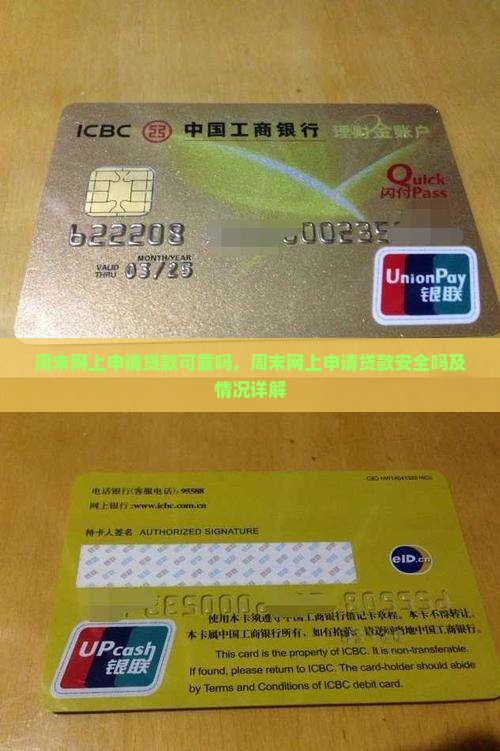 ICBC 中国工商银行 理财金账户
Quick
闪付Pass
622208
MONTH/YEAR
VALID THRU 03/25
UnionPay
银联
周末网上申请贷款可靠吗，周末网上申请贷款安全吗及
情况详解
电话银行(客服电话): 95588
网上银行:www.icbc.com.cn
持卡人签名 AUTHORIZED SIGNATURE
eID.cn
本卡属中国工商银行所有，
This card is the property of ICBC. It is non-transferable.
If found, please return to ICBC. The card-holder should abide
by Terms and Conditions of ICBC debit card.
UPcash
银联